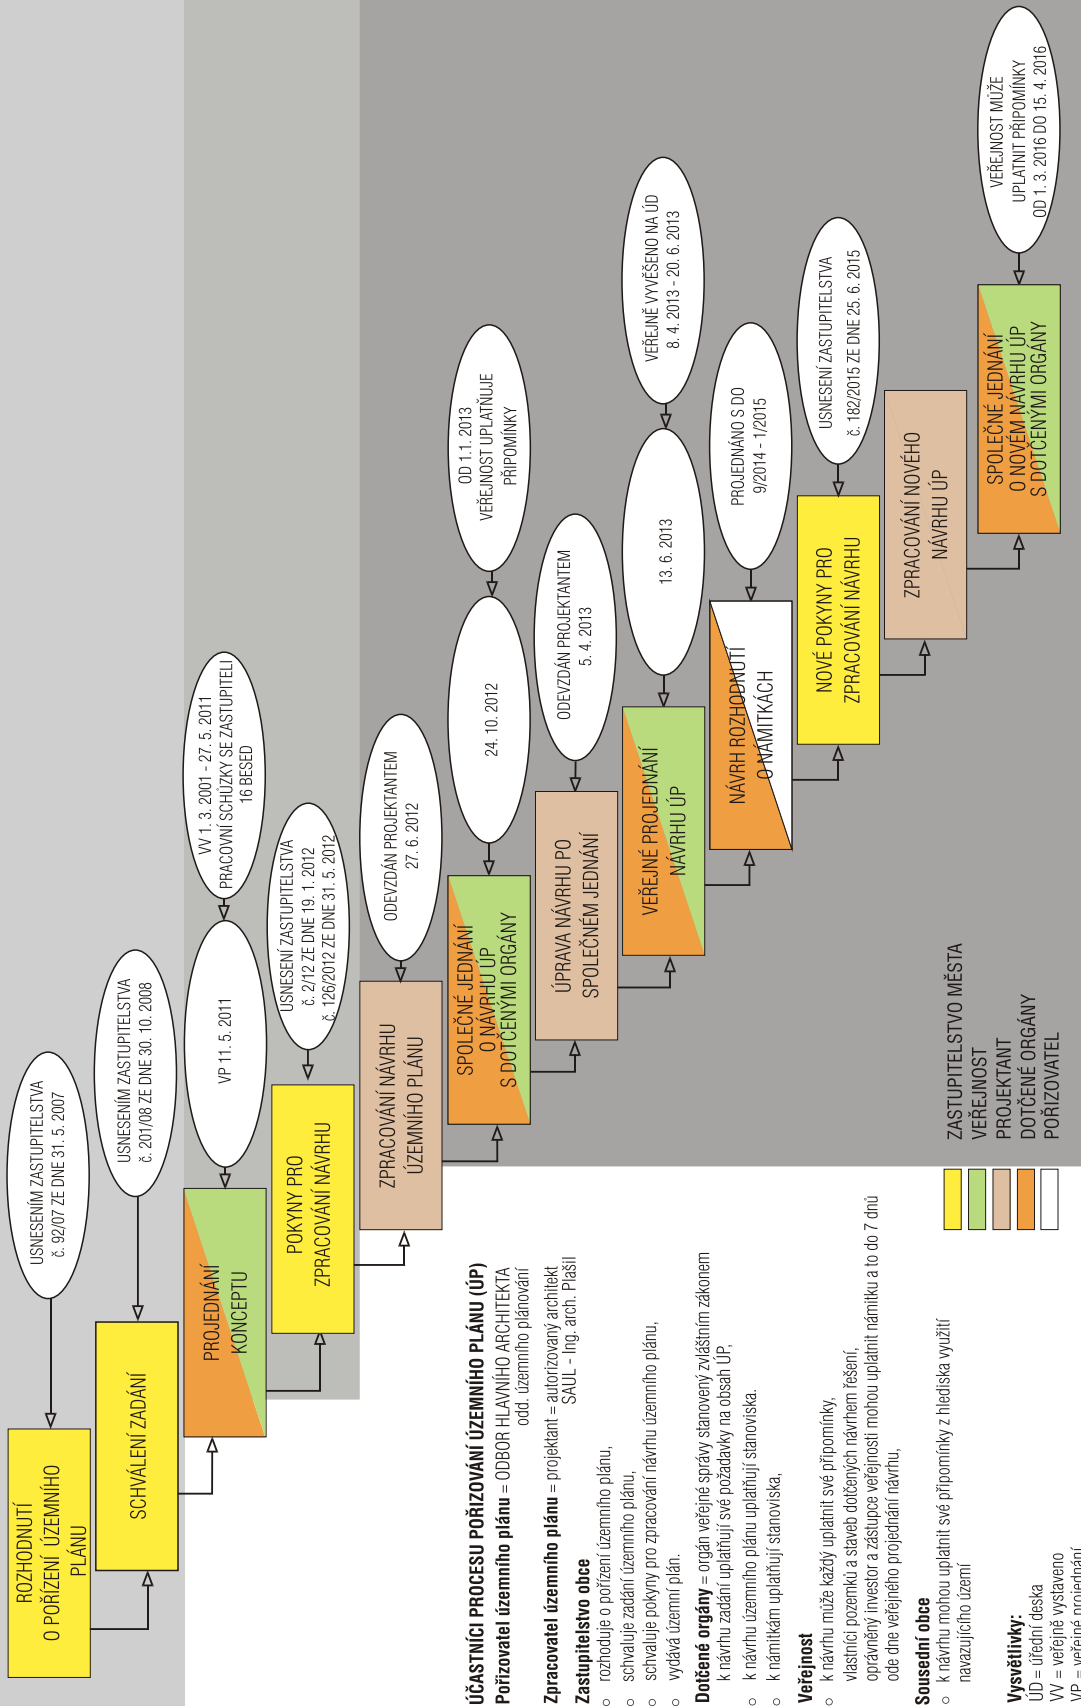 ROZHODNUTÍ
O POŘÍZENÍ ÚZEMNÍHO
PLÁNU
USNESENÍM ZASTUPITELSTVA
č. 92/07 ZE DNE 31. 5. 2007
SCHVÁLENÍ ZADÁNÍ
USNESENÍM ZASTUPITELSTVA
č. 201/08 ZE DNE 30. 10. 2008
PROJEDNÁNÍ
KONCEPTU
VP 11. 5. 2011
VV 1. 3. 2001 - 27. 5. 2011
PRACOVNÍ SCHŮZKY SE ZASTUPITELI
16 BESED
POKYNY PRO
ZPRACOVÁNÍ NÁVRHU
USNESENÍ ZASTUPITELSTVA
č. 2/12 ZE DNE 19. 1. 2012
č. 126/2012 ZE DNE 31. 5. 2012
ZPRACOVÁNÍ NÁVRHU
ÚZEMNÍHO PLÁNU
ODEVZDÁN PROJEKTANTEM
27. 6. 2012
SPOLEČNÉ JEDNÁNÍ
O NÁVRHU ÚP
S DOTČENÝMI ORGÁNY
24. 10. 2012
OD 1.1. 2013
VEŘEJNOST UPLATŇUJE
PŘIPOMÍNKY
ÚPRAVA NÁVRHU PO
SPOLEČNÉM JEDNÁNÍ
ODEVZDÁN PROJEKTANTEM
5. 4. 2013
VEŘEJNÉ PROJEDNÁNÍ
NÁVRHU ÚP
13. 6. 2013
VEŘEJNĚ VYVĚŠENO NA ÚD
8. 4. 2013 - 20. 6. 2013
NÁVRH ROZHODNUTÍ
O NÁMITKÁCH
PROJEDNÁNO S DO
9/2014 - 1/2015
NOVÉ POKYNY PRO
ZPRACOVÁNÍ NÁVRHU
USNESENÍ ZASTUPITELSTVA
č. 182/2015 ZE DNE 25. 6. 2015
ZPRACOVÁNÍ NOVÉHO
NÁVRHU ÚP
SPOLEČNÉ JEDNÁNÍ
O NOVÉM NÁVRHU ÚP
S DOTČENÝMI ORGÁNY
VEŘEJNOST MŮŽE
UPLATNIT PŘIPOMÍNKY
OD 1. 3. 2016 DO 15. 4. 2016
ÚČASTNÍCI PROCESU POŘIZOVÁNÍ ÚZEMNÍHO PLÁNU (ÚP)
Pořizovatel územního plánu = ODBOR HLAVNÍHO ARCHITEKTA
odd. územního plánování
Zpracovatel územního plánu = projektant = autorizovaný architekt
SAUL - Ing. arch. Plašil
Zastupitelstvo obce
○ rozhoduje o pořízení územního plánu,
○ schvaluje zadání územního plánu,
○ schvaluje pokyny pro zpracování návrhu územního plánu,
○ vydává územní plán.
Dotčené orgány = orgán veřejné správy stanovený zvláštním zákonem
○ k návrhu zadání uplatňují své požadavky na obsah ÚP,
○ k návrhu územního plánu uplatňují stanoviska.
○ k námitkám uplatňují stanoviska,
Veřejnost
○ k návrhu může každý uplatnit své připomínky,
vlastníci pozemků a staveb dotčených návrhem řešení,
oprávněný investor a zástupce veřejnosti mohou uplatnit námitku a to do 7 dnů
ode dne veřejného projednání návrhu,
Sousední obce
○ k návrhu mohou uplatnit své připomínky z hlediska využití
navazujícího území
Vysvětlivky:
ÚD = úřední deska
VV = veřejně vystaveno
VP = veřejné projednání
ZASTUPITELSTVO MĚSTA
VEŘEJNOST
PROJEKTANT
DOTČENÉ ORGÁNY
POŘIZOVATEL